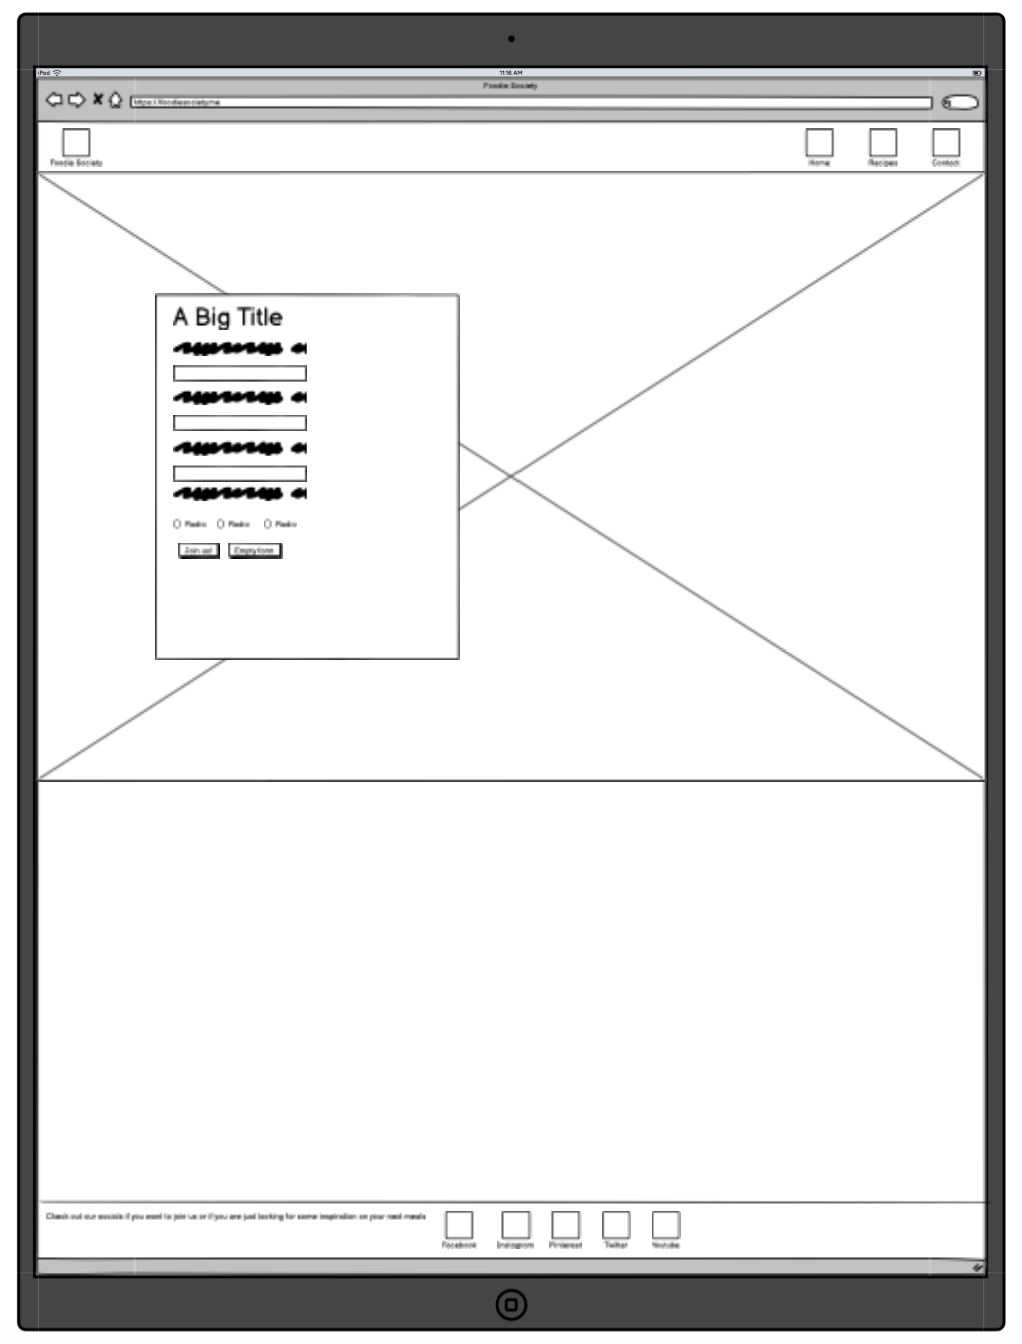 iPad
11:16 AM
Foodie Society
https://foodiesociety.me
Foodie Society
Home
Recipes
Contact
A Big Title
Radio Radio Radio
Join us! Empty form
Check out our socials if you want to join us or if you are just looking for some inspiration on your next meals
Facebook
Instagram
Pinterest
Twitter
Youtube